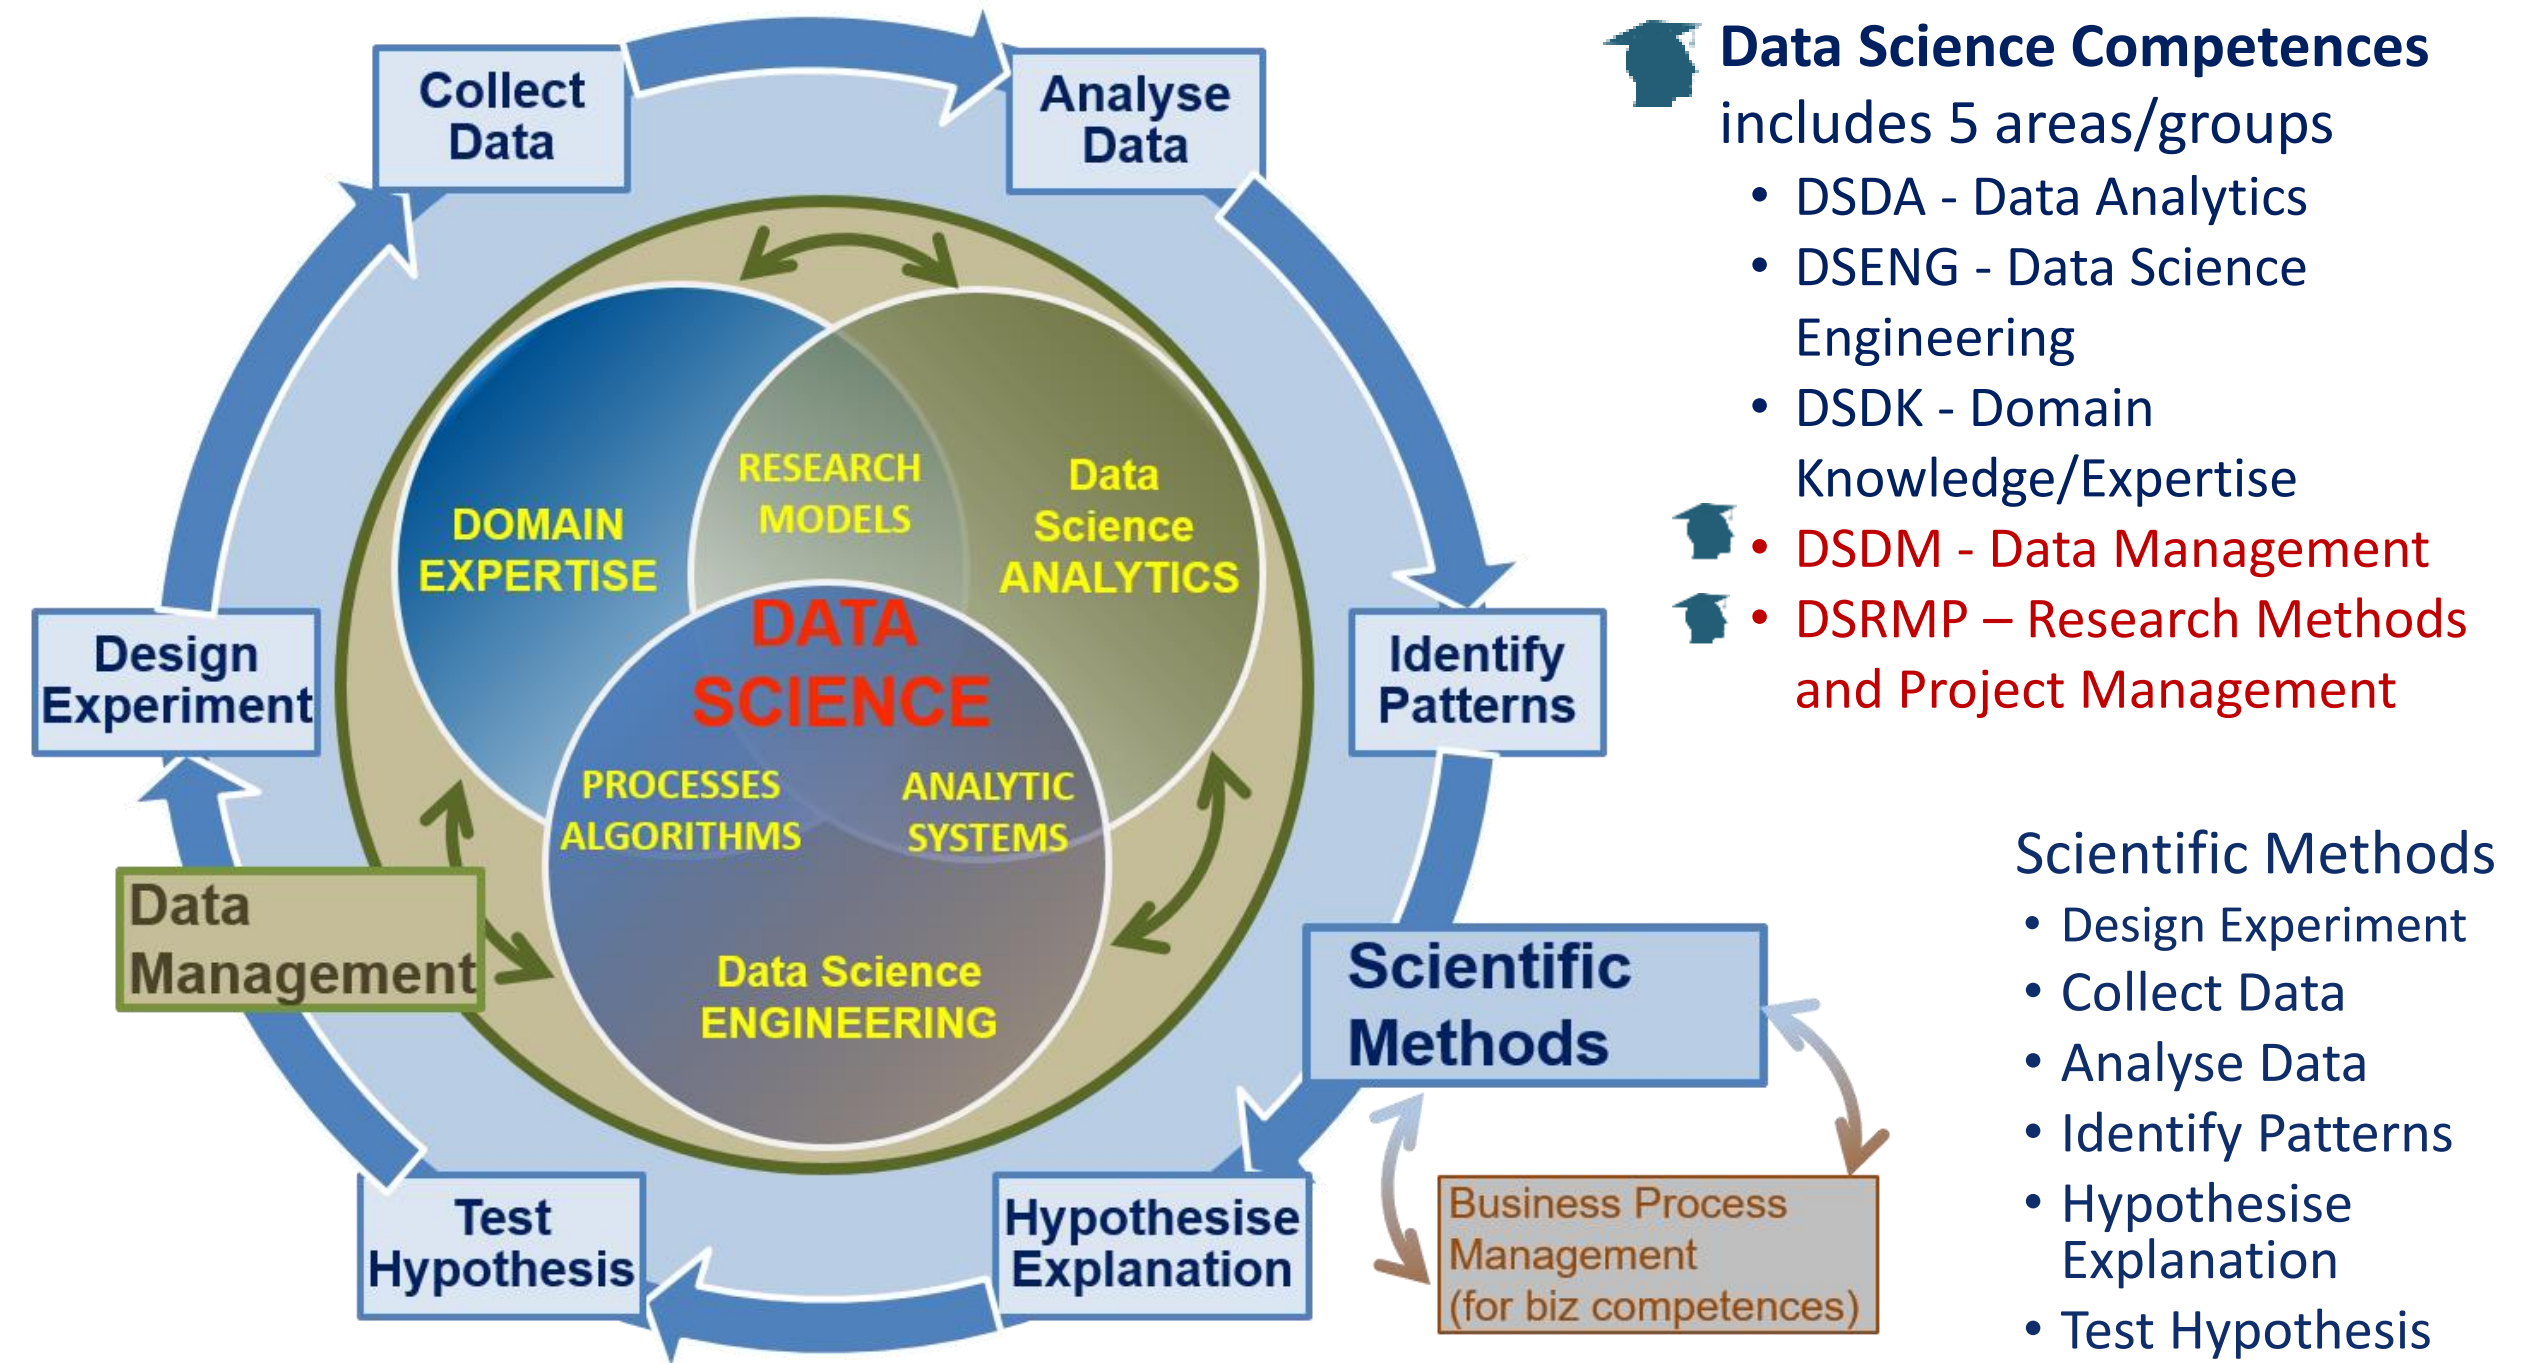 Collect
Data
Analyse
Data
Identify
Patterns
Scientific
Methods
Hypothesise
Explanation
Test
Hypothesis
Data
Management
Design
Experiment
DOMAIN
EXPERTISE
RESEARCH
MODELS
Data
Science
ANALYTICS
DATA
SCIENCE
PROCESSES
ALGORITHMS
ANALYTIC
SYSTEMS
Data Science
ENGINEERING
Business Process
Management
(for biz competences)
Data Science Competences
includes 5 areas/groups
• DSDA - Data Analytics
• DSENG - Data Science
Engineering
• DSDK - Domain
Knowledge/Expertise
• DSDM - Data Management
• DSRMP – Research Methods
and Project Management
Scientific Methods
• Design Experiment
• Collect Data
• Analyse Data
• Identify Patterns
• Hypothesise
Explanation
• Test Hypothesis